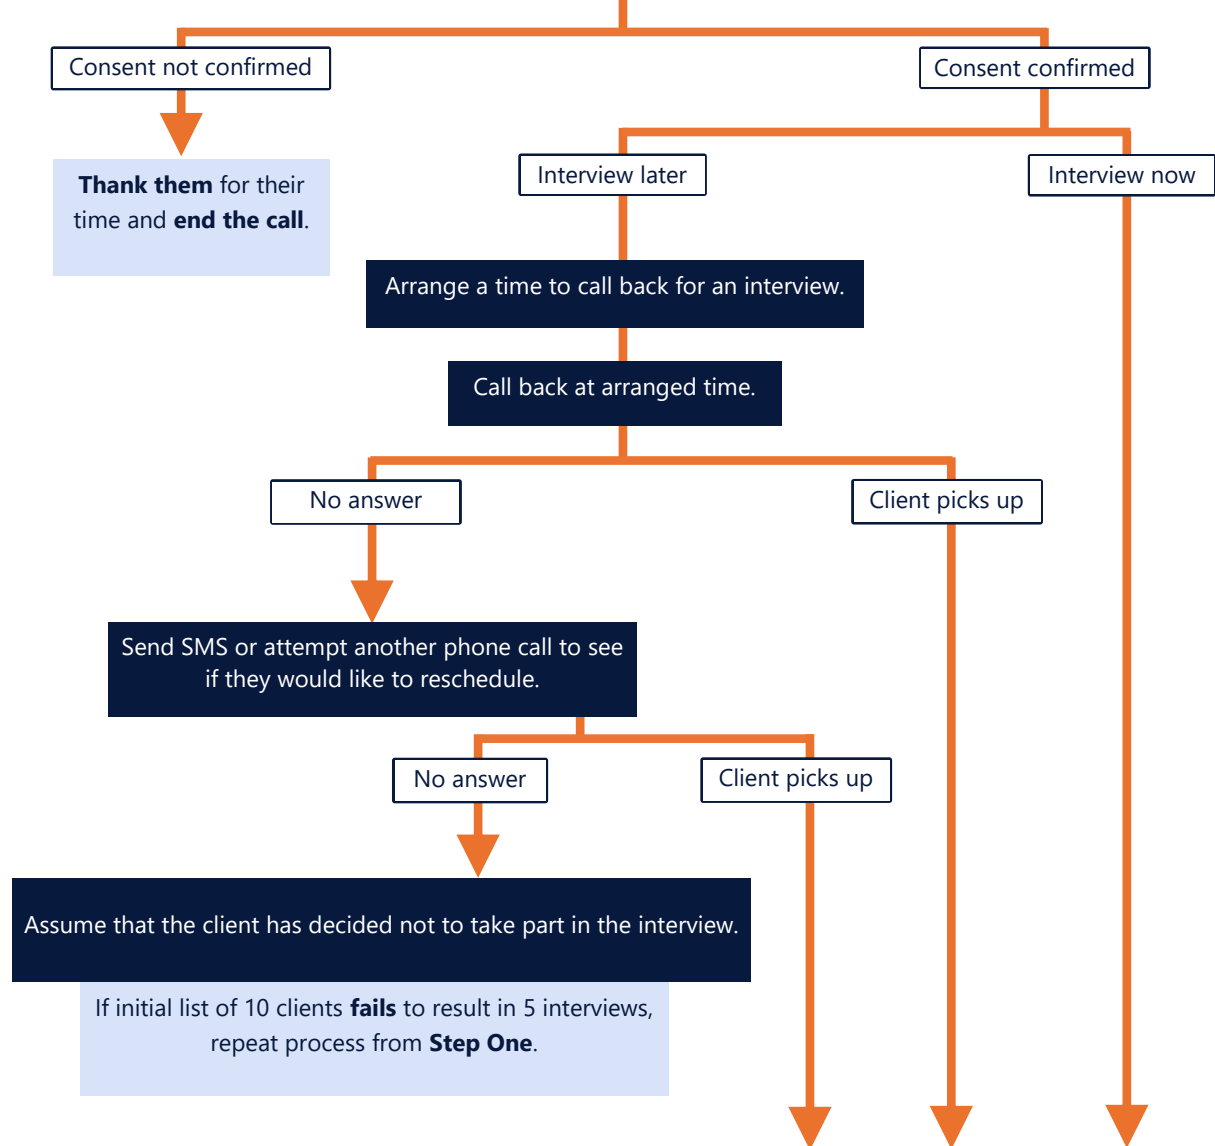 Consent not confirmed
Consent confirmed
Thank them for their
time and end the call.
Interview later
Interview now
Arrange a time to call back for an interview.
Call back at arranged time.
No answer
Client picks up
Send SMS or attempt another phone call to see
if they would like to reschedule.
No answer
Client picks up
Assume that the client has decided not to take part in the interview.
If initial list of 10 clients fails to result in 5 interviews,
repeat process from Step One.